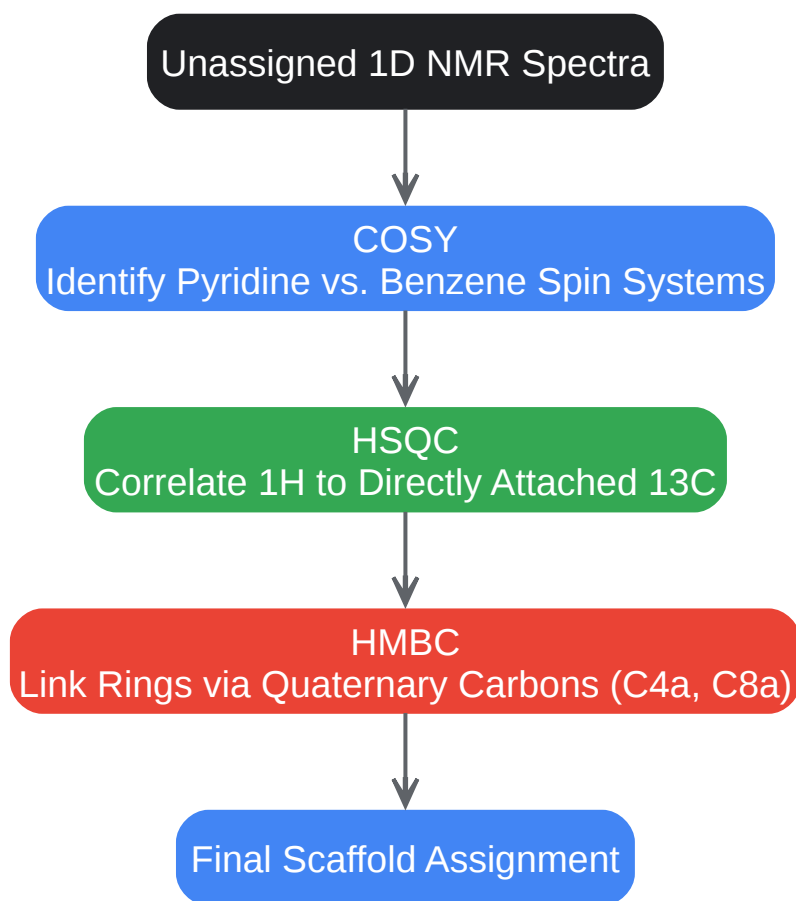 Unassigned 1D NMR Spectra
COSY
Identify Pyridine vs. Benzene Spin Systems
HSQC
Correlate 1H to Directly Attached 13C
HMBC
Link Rings via Quaternary Carbons (C4a, C8a)
Final Scaffold Assignment